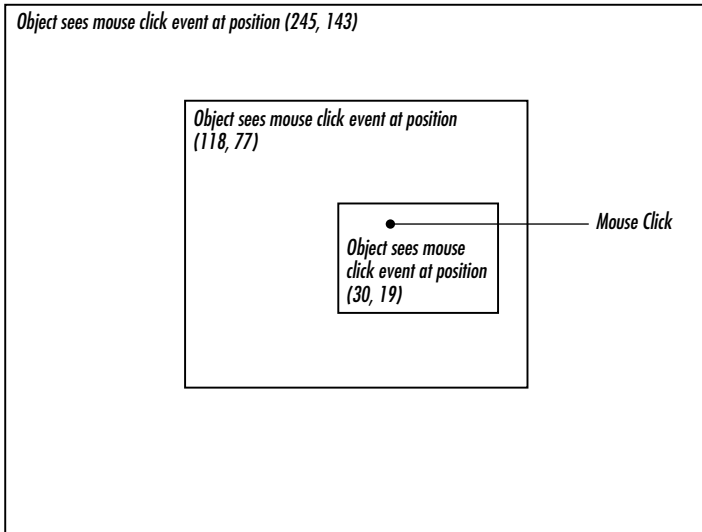 Object sees mouse click event at position (245, 143)
Object sees mouse click event at position
(118, 77)
Mouse Click
Object sees mouse
click event at position
(30, 19)